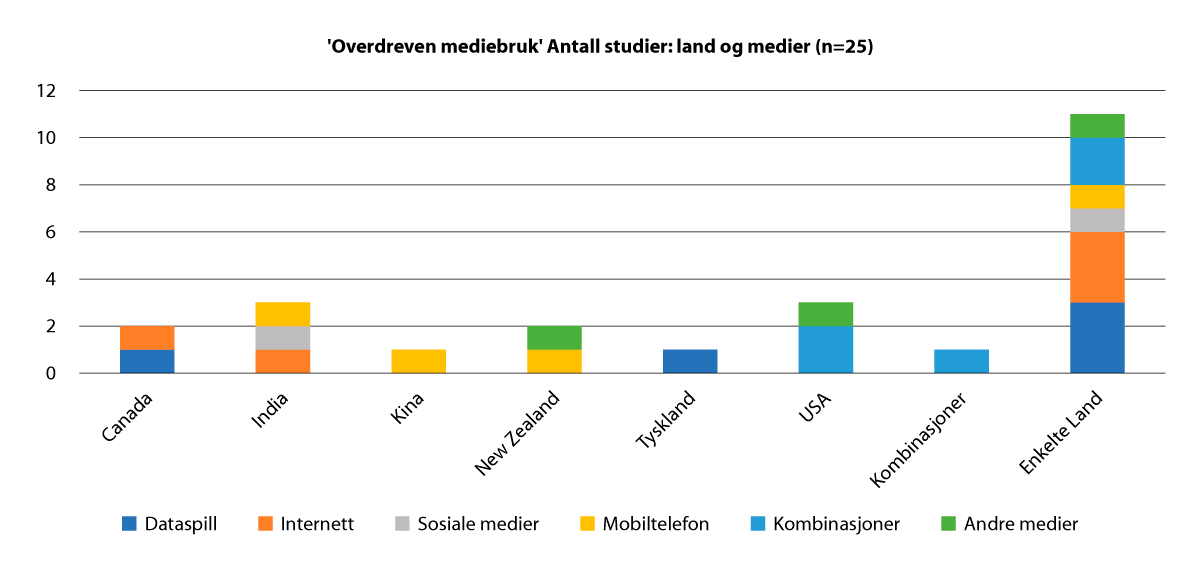 'Overdreven mediebruk' Antall studier: land og medier (n=25)
12
10
8
6
4
2
0
Canada
India
Kina
New Zealand
Tyskland
USA
Kombinasjoner
Enkelte Land
Dataspill
Internett
Sosiale medier
Mobiltelefon
Kombinasjoner
Andre medier